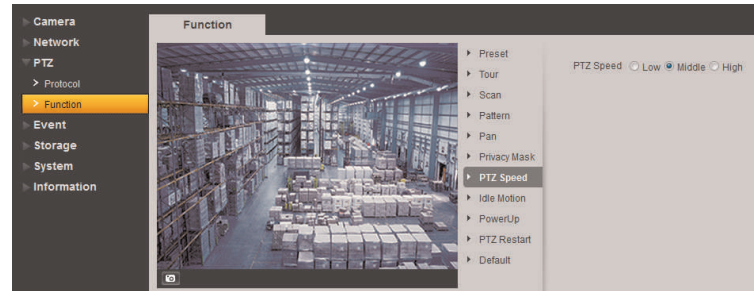 Camera
Network
PTZ
Protocol
Function
Event
Storage
System
Information
Function
Preset
Tour
Scan
Pattern
Pan
Privacy Mask
PTZ Speed
Idle Motion
PowerUp
PTZ Restart
Default
PTZ Speed Low Middle High